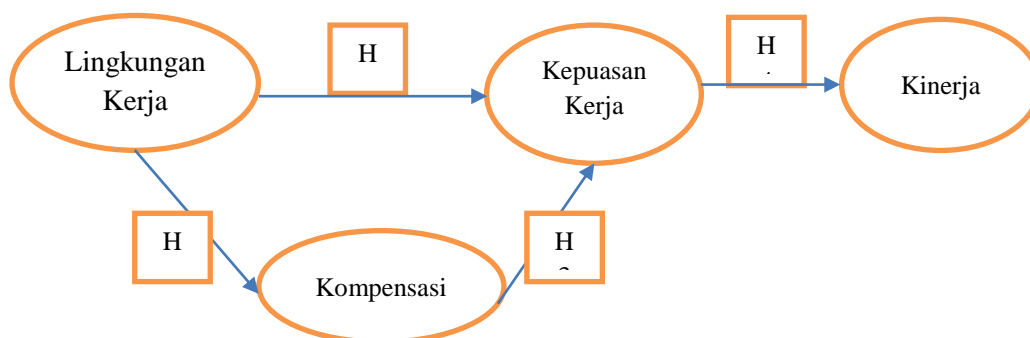 Lingkungan
Kerja
H
Kepuasan
Kerja
H
Kinerja
H
Kompensasi
H